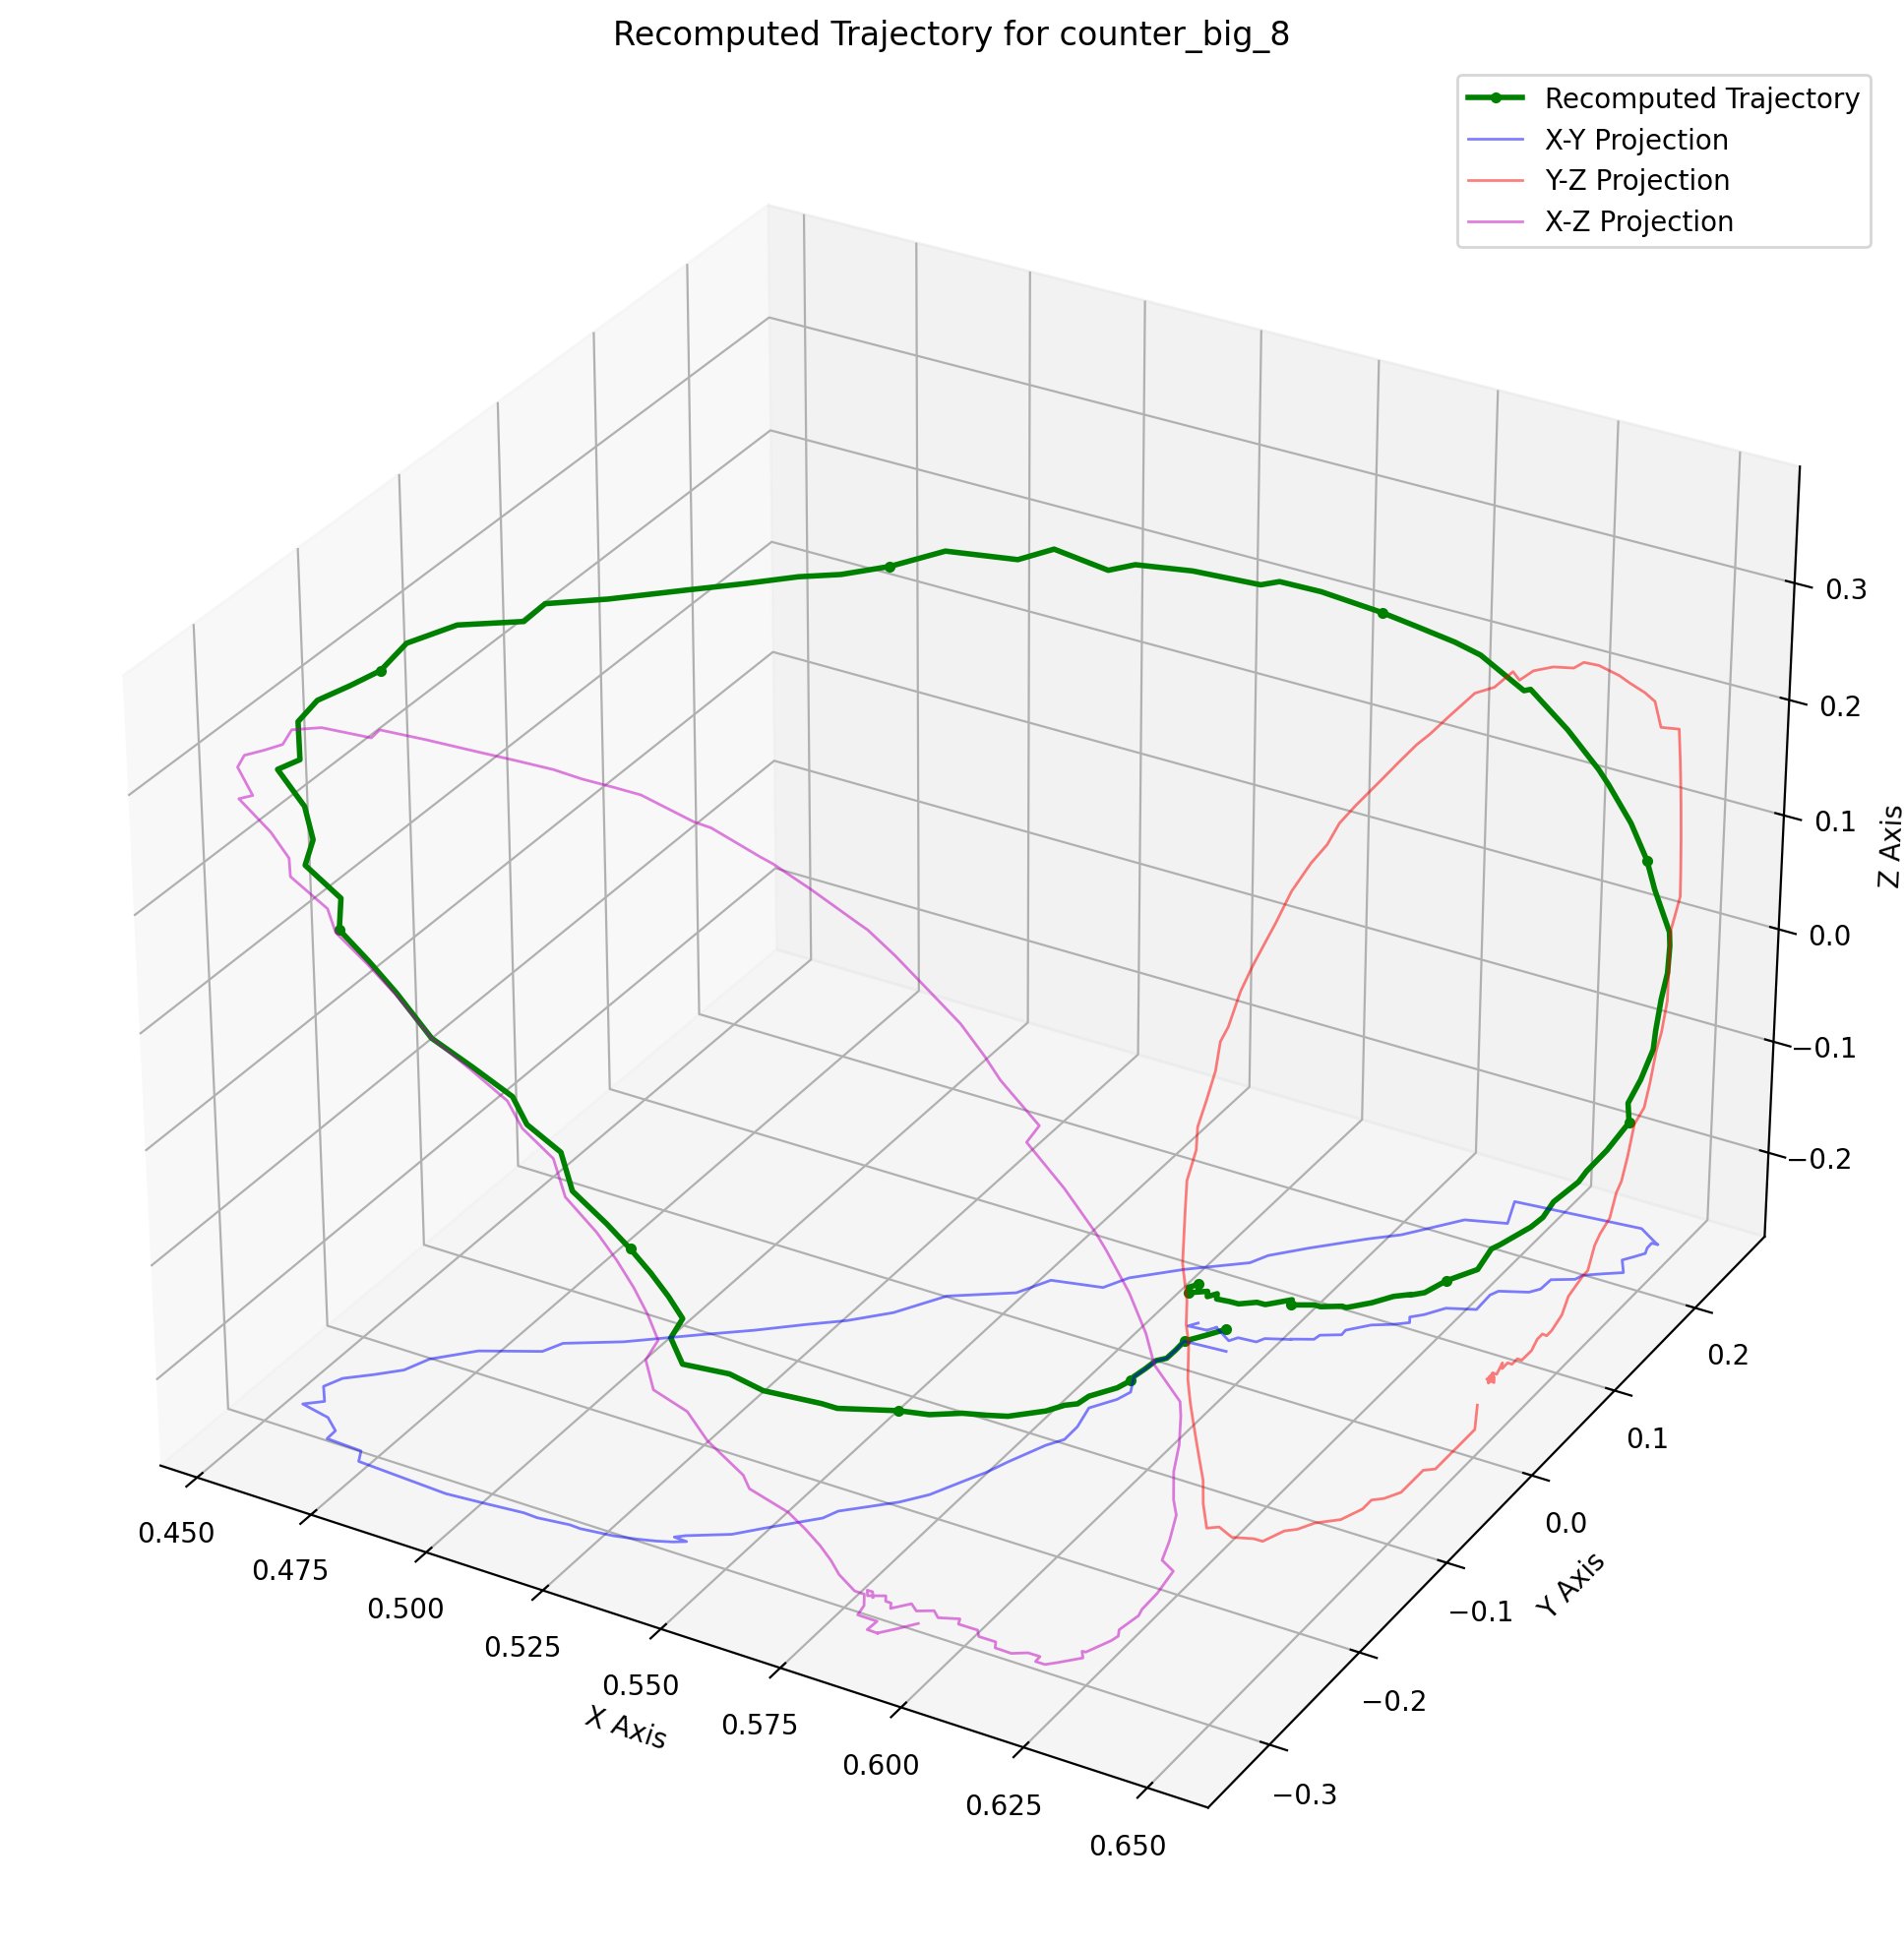 Recomputed Trajectory for counter_big_8
Recomputed Trajectory
X-Y Projection
Y-Z Projection
X-Z Projection
0.3
0.2
0.1
0.0
−0.1
−0.2
Z Axis
0.2
0.1
0.0
−0.1
−0.2
−0.3
Y Axis
0.450
0.475
0.500
0.525
0.550
0.575
0.600
0.625
0.650
X Axis